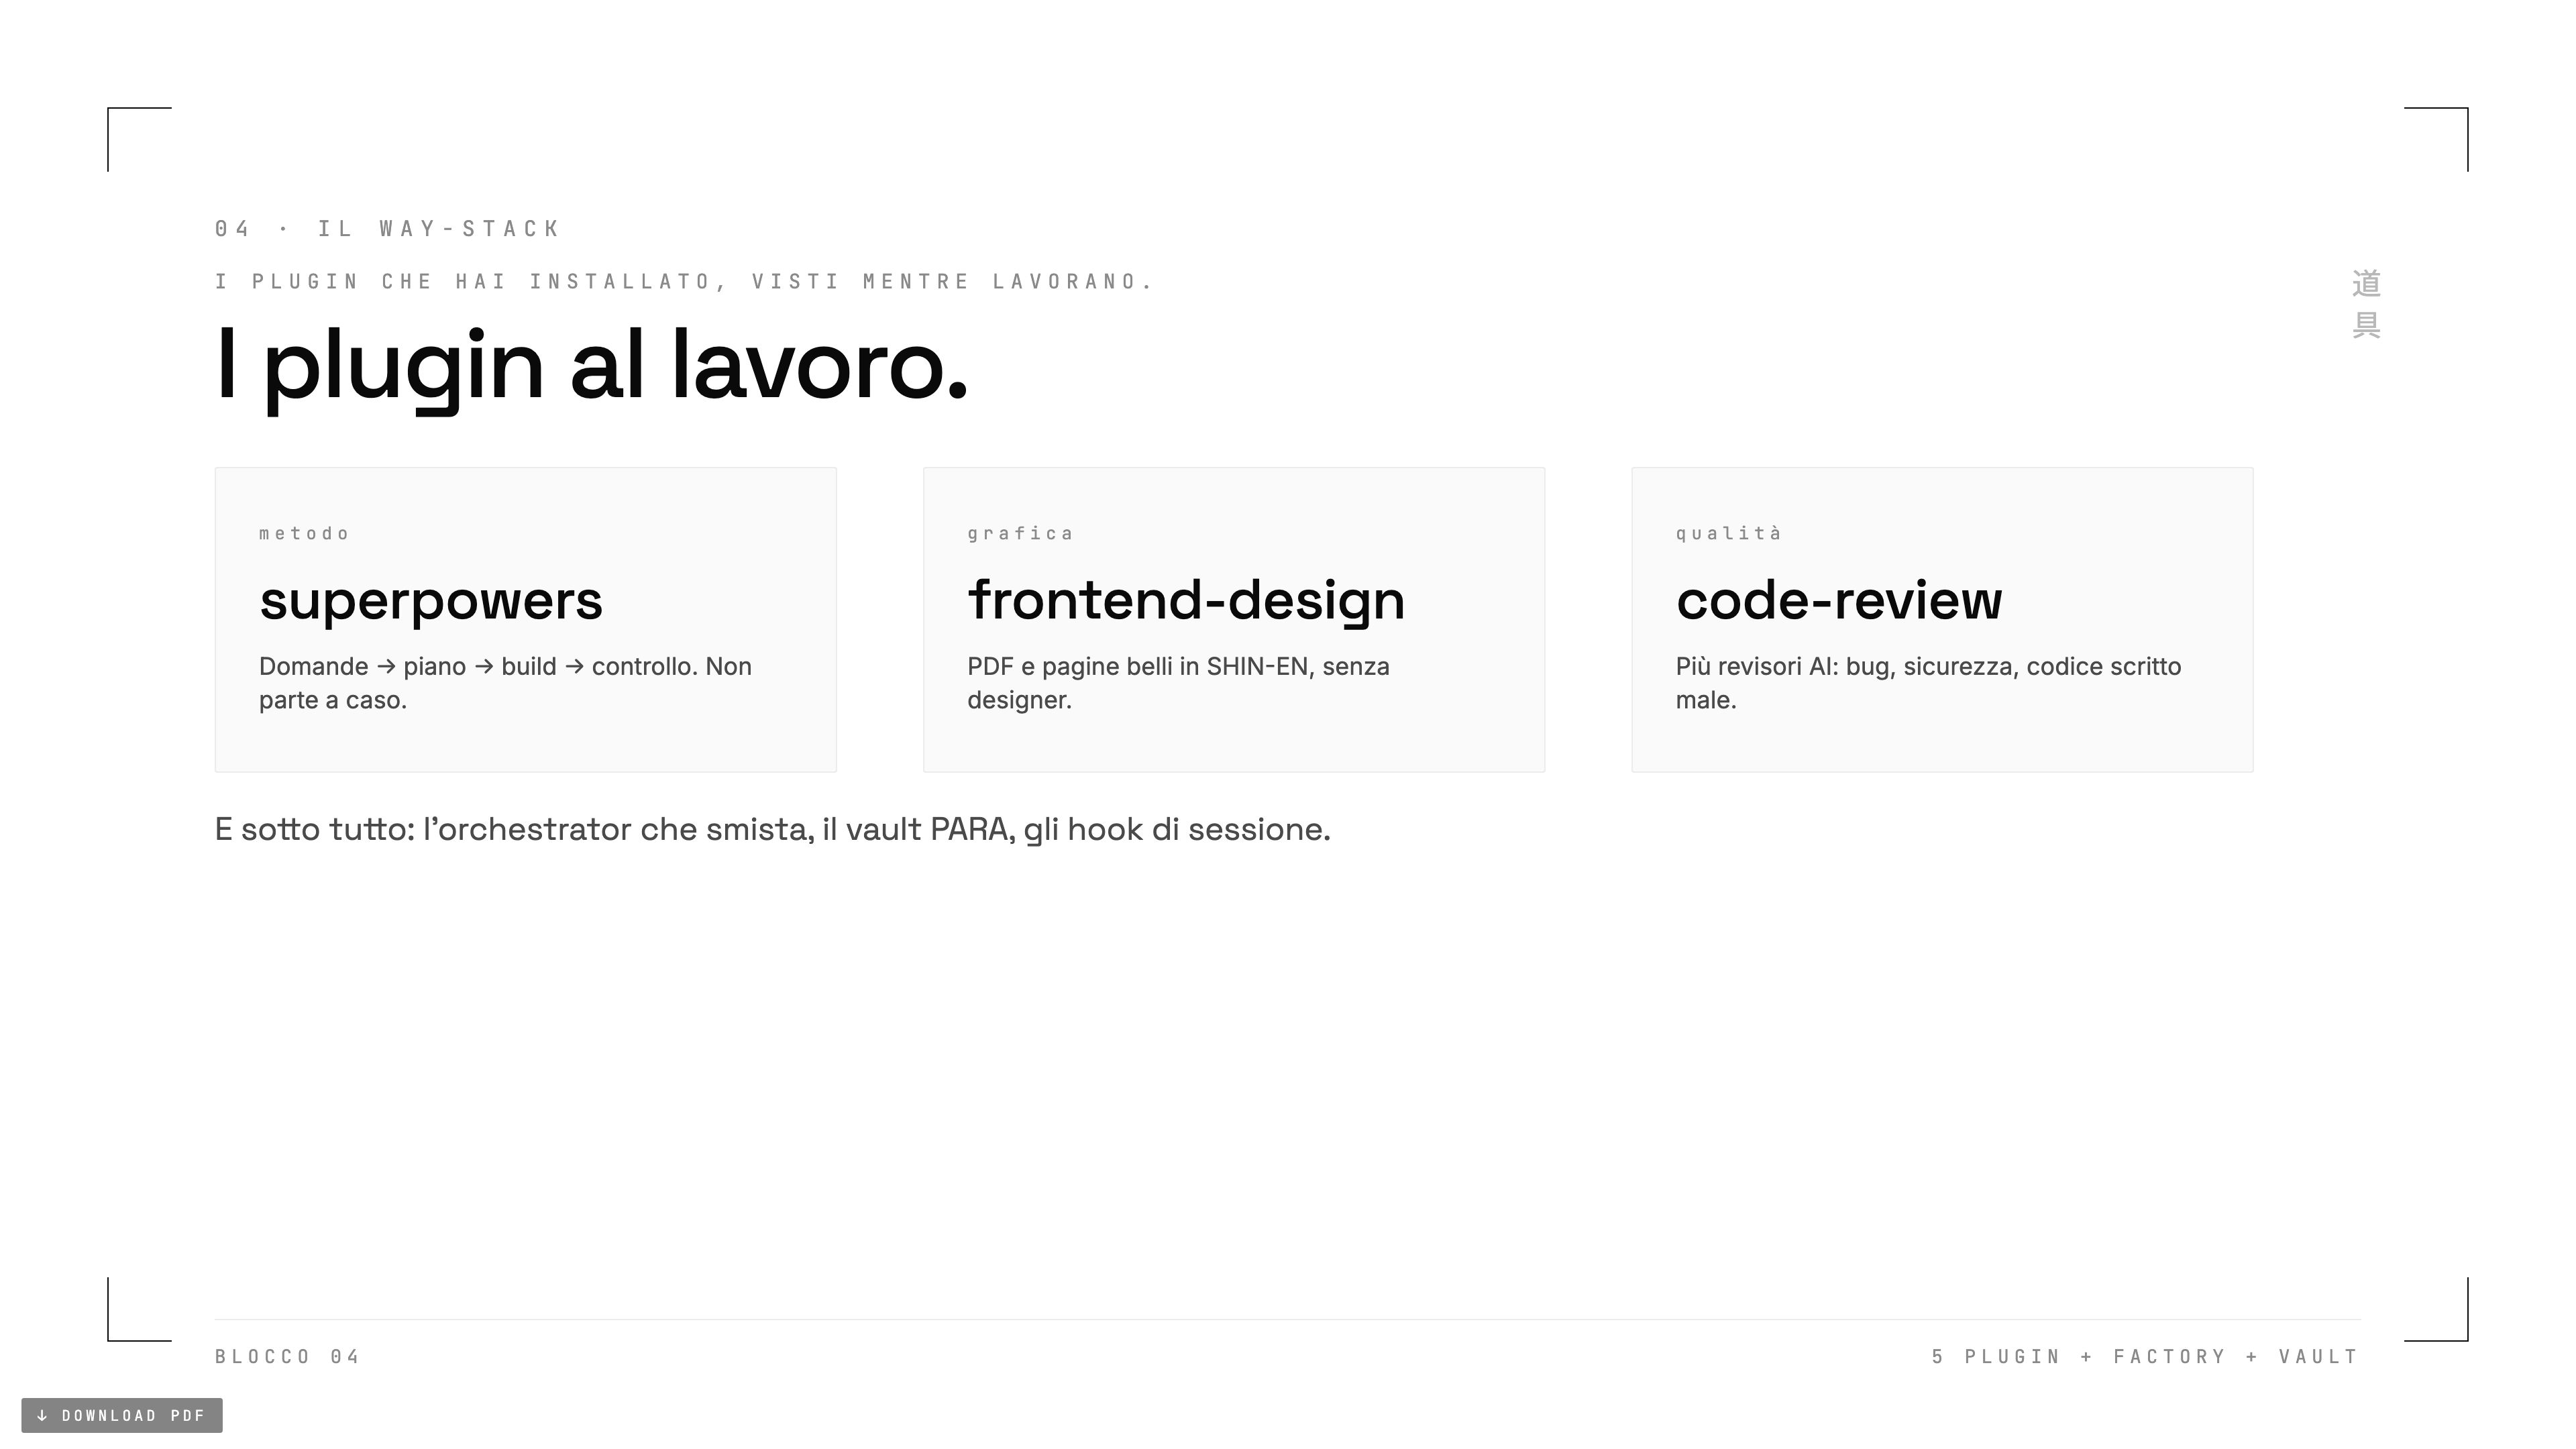 04 · IL WAY-STACK
I PLUGIN CHE HAI INSTALLATO, VISTI MENTRE LAVORANO.
道具
I plugin al lavoro.
metodo
superpowers
Domande → piano → build → controllo. Non
parte a caso.
grafica
frontend-design
PDF e pagine belli in SHIN-EN, senza
designer.
qualità
code-review
Più revisori AI: bug, sicurezza, codice scritto
male.
E sotto tutto: l’orchestrator che smista, il vault PARA, gli hook di sessione.
BLOCCO 04
5 PLUGIN + FACTORY + VAULT
↓ DOWNLOAD PDF